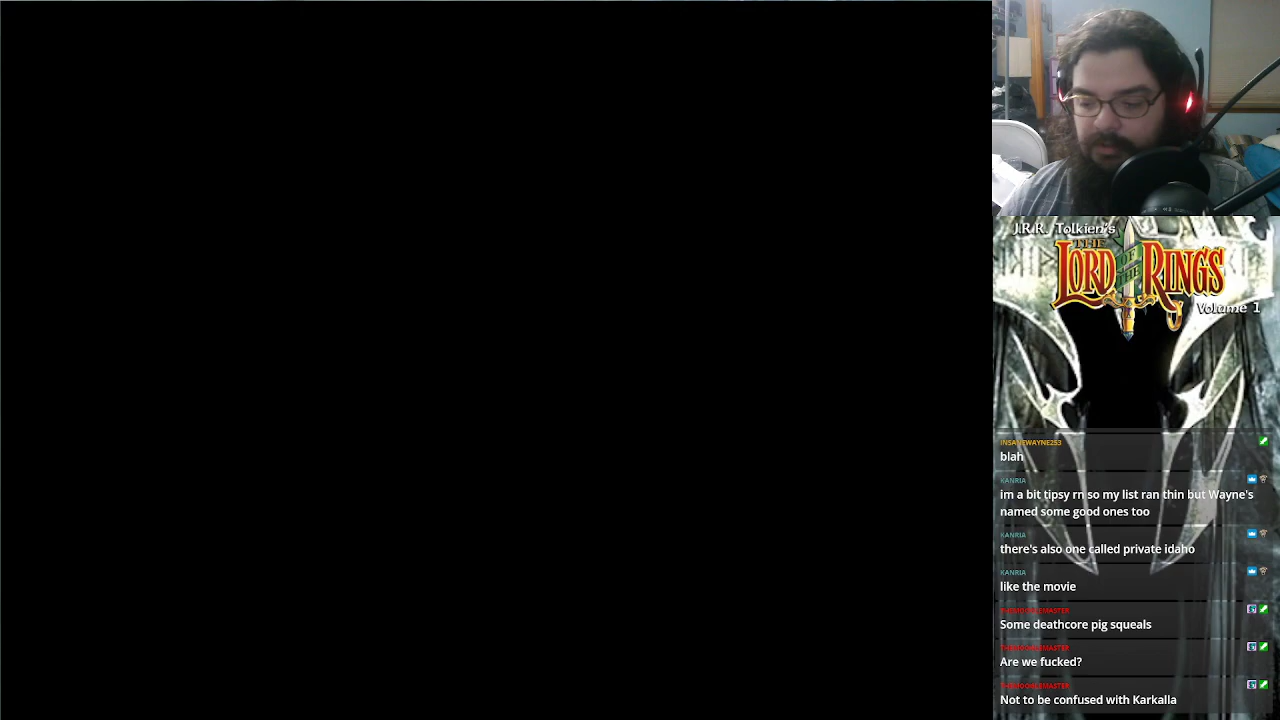 J.R.R. Tolkien's
THE
LORD OF THE RINGS
Volume 1
INSANEWAYNE253
blah
KANRIA
im a bit tipsy rn so my list ran thin but Wayne's
named some good ones too
KANRIA
there's also one called private idaho
KANRIA
like the movie
Some deathcore pig squeals
Are we fucked?
Not to be confused with Karkalla